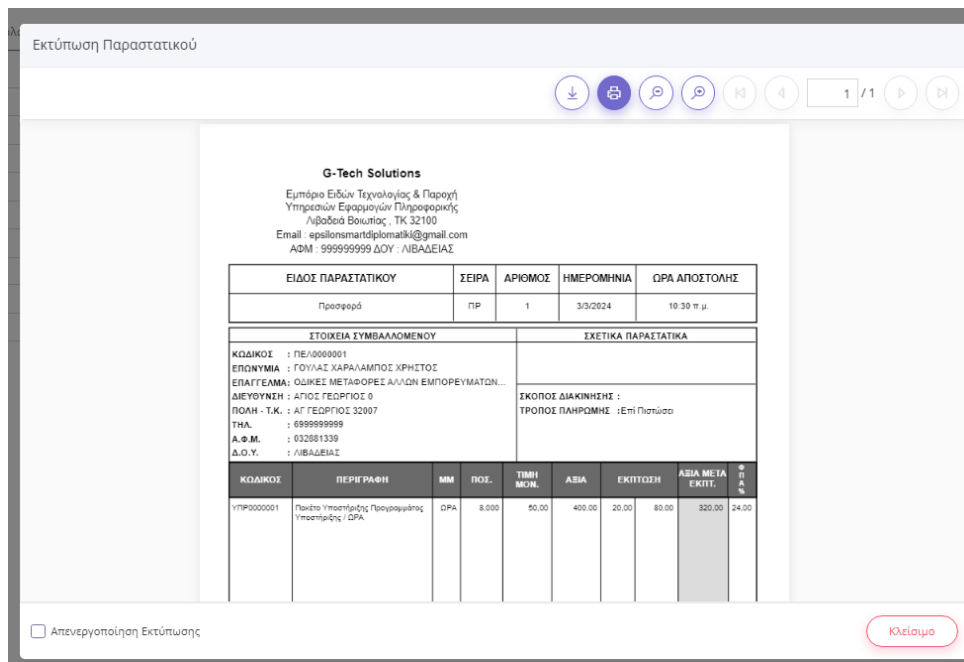 Εκτύπωση Παραστατικού
1 / 1
G-Tech Solutions
Εμπόριο Ειδών Τεχνολογίας & Παροχή
Υπηρεσιών Εφαρμογών Πληροφορικής
Λιβαδειά Βοιωτίας , ΤΚ 32100
Email : epsilonsmartdiplomatiki@gmail.com
ΑΦΜ : 999999999 ΔΟΥ : ΛΙΒΑΔΕΙΑΣ
ΕΙΔΟΣ ΠΑΡΑΣΤΑΤΙΚΟΥ ΣΕΙΡΑ ΑΡΙΘΜΟΣ ΗΜΕΡΟΜΗΝΙΑ ΩΡΑ ΑΠΟΣΤΟΛΗΣ
Προσφορά ΠΡ 1 3/3/2024 10:30 π.μ.
ΣΤΟΙΧΕΙΑ ΣΥΜΒΑΛΛΟΜΕΝΟΥ ΣΧΕΤΙΚΑ ΠΑΡΑΣΤΑΤΙΚΑ
ΚΩΔΙΚΟΣ : ΠΕΛ0000001
ΕΠΩΝΥΜΙΑ : ΓΟΥΛΑΣ ΧΑΡΑΛΑΜΠΟΣ ΧΡΗΣΤΟΣ
ΕΠΑΓΓΕΛΜΑ: ΟΔΙΚΕΣ ΜΕΤΑΦΟΡΕΣ ΑΛΛΩΝ ΕΜΠΟΡΕΥΜΑΤΩΝ...
ΔΙΕΥΘΥΝΣΗ : ΑΓΙΟΣ ΓΕΩΡΓΙΟΣ 0 ΣΚΟΠΟΣ ΔΙΑΚΙΝΗΣΗΣ :
ΠΟΛΗ - Τ.Κ. : ΑΓ ΓΕΩΡΓΙΟΣ 32007 ΤΡΟΠΟΣ ΠΛΗΡΩΜΗΣ :Επί Πιστώσει
ΤΗΛ. : 6999999999
Α.Φ.Μ. : 032881339
Δ.Ο.Υ. : ΛΙΒΑΔΕΙΑΣ
ΚΩΔΙΚΟΣ ΠΕΡΙΓΡΑΦΗ ΜΜ ΠΟΣ. ΤΙΜΗ ΜΟΝ. ΑΞΙΑ ΕΚΠΤΩΣΗ ΑΞΙΑ ΜΕΤΑ ΕΚΠΤ. ΦΠΑ %
ΥΠΡ0000001 Πακέτο Υποστήριξης Προγραμμάτος ΩΡΑ 8,000 50,00 400,00 20,00 80,00 320,00 24,00
Υποστήριξης / ΩΡΑ
Απενεργοποίηση Εκτύπωσης
Κλείσιμο